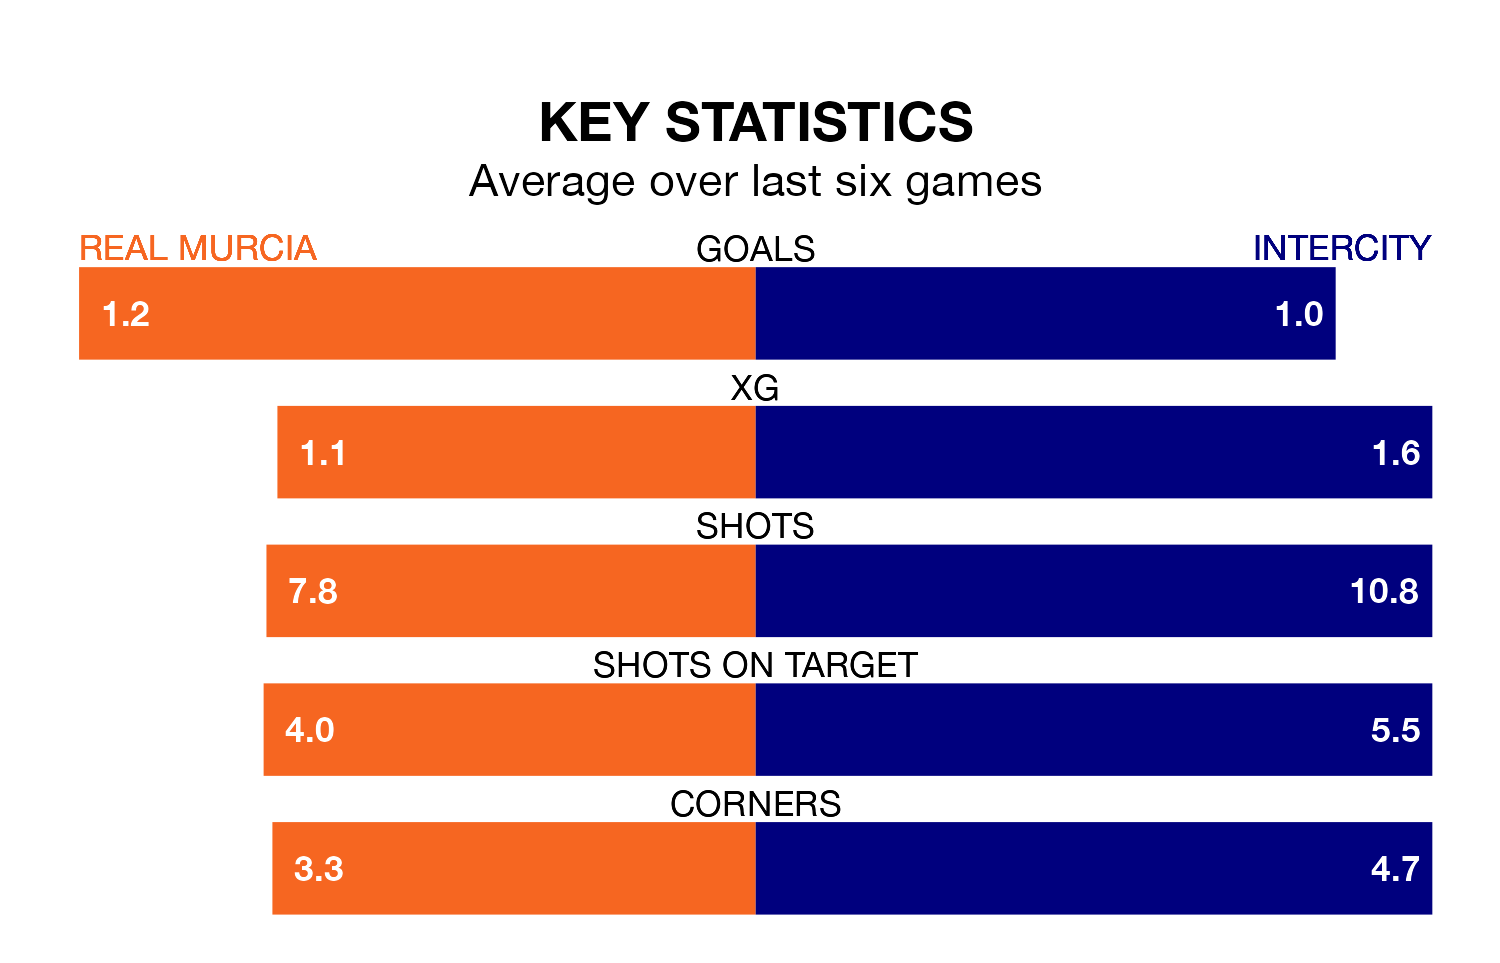 KEY STATISTICS
Average over last six games
REAL MURCIA GOALS INTERCITY
1.2 1.0
XG
1.1 1.6
SHOTS
7.8 10.8
SHOTS ON TARGET
4.0 5.5
CORNERS
3.3 4.7